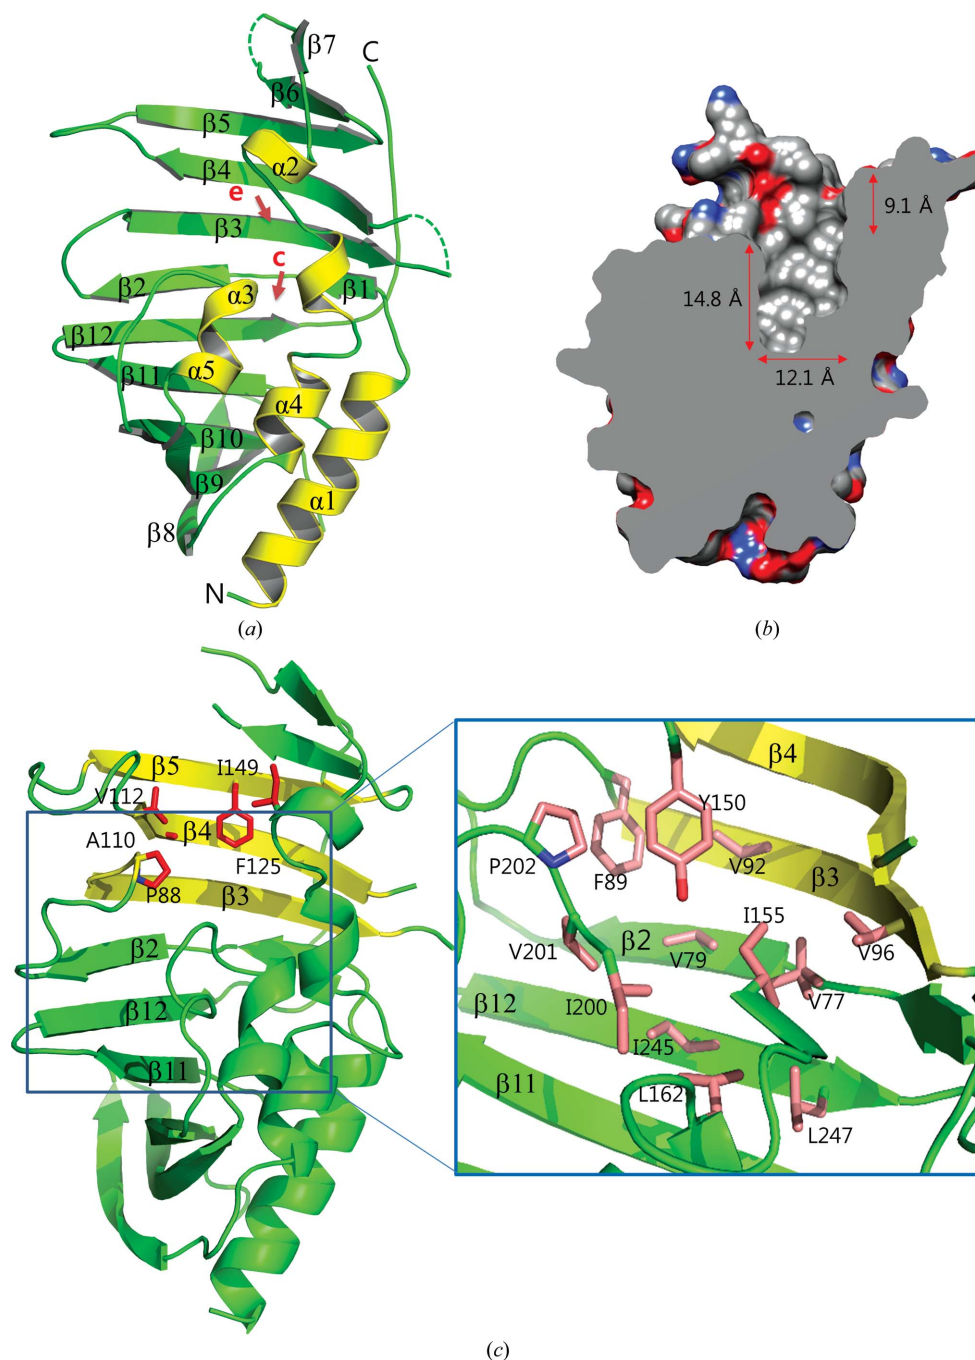 β7
C
β6
β5
α2
β4
e
β3
c
β2
α3
β1
β12
α5
β11
α4
β10
β9
α1
β8
N
(a)
9.1 Å
14.8 Å
12.1 Å
(b)
β5
I149
V112
β4
A110
F125
P88
β3
β2
β12
β11
β4
Y150
P202
F89
V92
β3
I155
V201
β2
V79
V96
β12
I200
V77
I245
β11
L162
L247
(c)